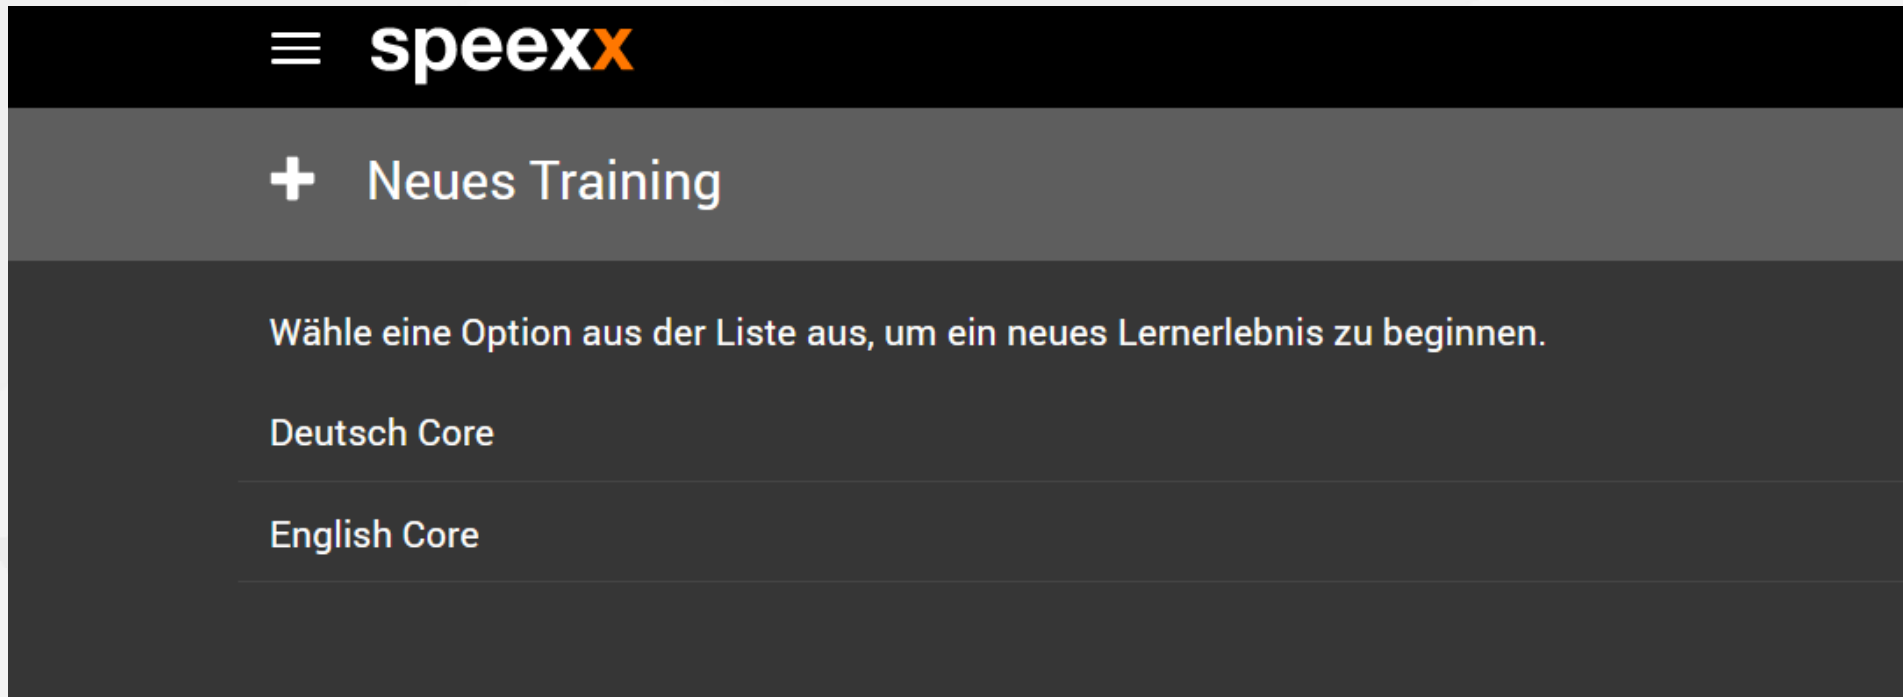 speexx
Neues Training
Wähle eine Option aus der Liste aus, um ein neues Lernerlebnis zu beginnen.
Deutsch Core
English Core